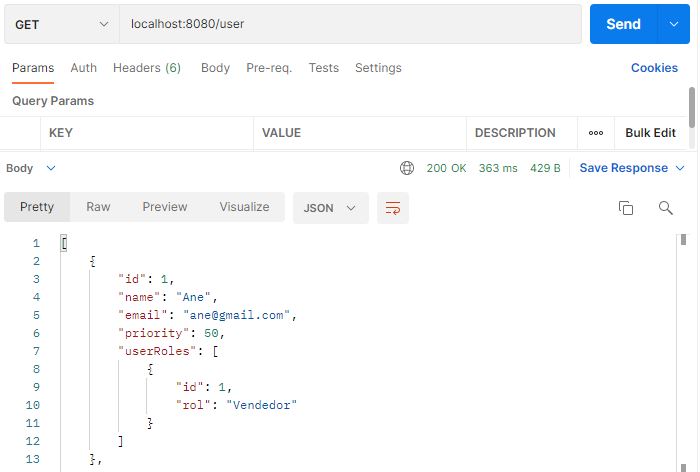 GET localhost:8080/user Send
Params Auth Headers (6) Body Pre-req. Tests Settings Cookies
Query Params
KEY VALUE DESCRIPTION ooo Bulk Edit
Body 200 OK 363 ms 429 B Save Response
Pretty Raw Preview Visualize JSON
1 [
2 {
3 "id": 1,
4 "name": "Ane",
5 "email": "ane@gmail.com",
6 "priority": 50,
7 "userRoles": [
8 {
9 "id": 1,
10 "rol": "Vendedor"
11 }
12 ]
13 },